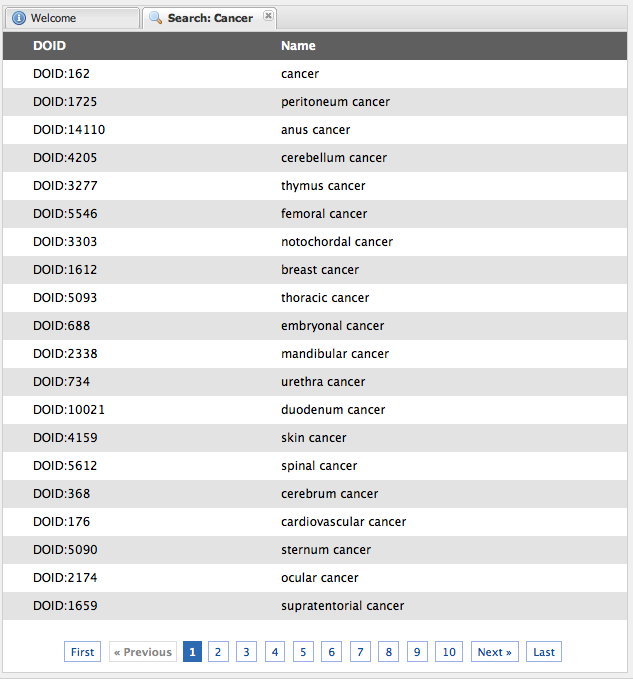 Welcome Search: Cancer
DOID Name
DOID:162 cancer
DOID:1725 peritoneum cancer
DOID:14110 anus cancer
DOID:4205 cerebellum cancer
DOID:3277 thymus cancer
DOID:5546 femoral cancer
DOID:3303 notochordal cancer
DOID:1612 breast cancer
DOID:5093 thoracic cancer
DOID:688 embryonal cancer
DOID:2338 mandibular cancer
DOID:734 urethra cancer
DOID:10021 duodenum cancer
DOID:4159 skin cancer
DOID:5612 spinal cancer
DOID:368 cerebrum cancer
DOID:176 cardiovascular cancer
DOID:5090 sternum cancer
DOID:2174 ocular cancer
DOID:1659 supratentorial cancer
First « Previous 1 2 3 4 5 6 7 8 9 10 Next » Last